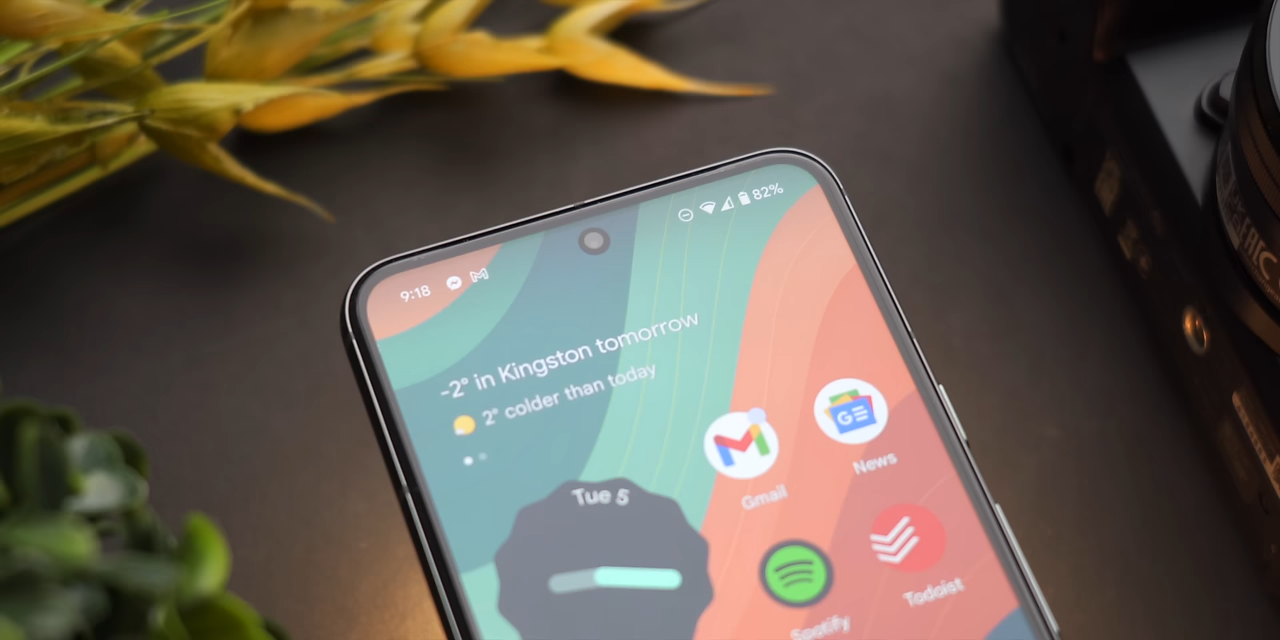 9:18
82%
-2° in Kingston tomorrow
2° colder than today
Tue 5
Gmail
News
Spotify
Todoist